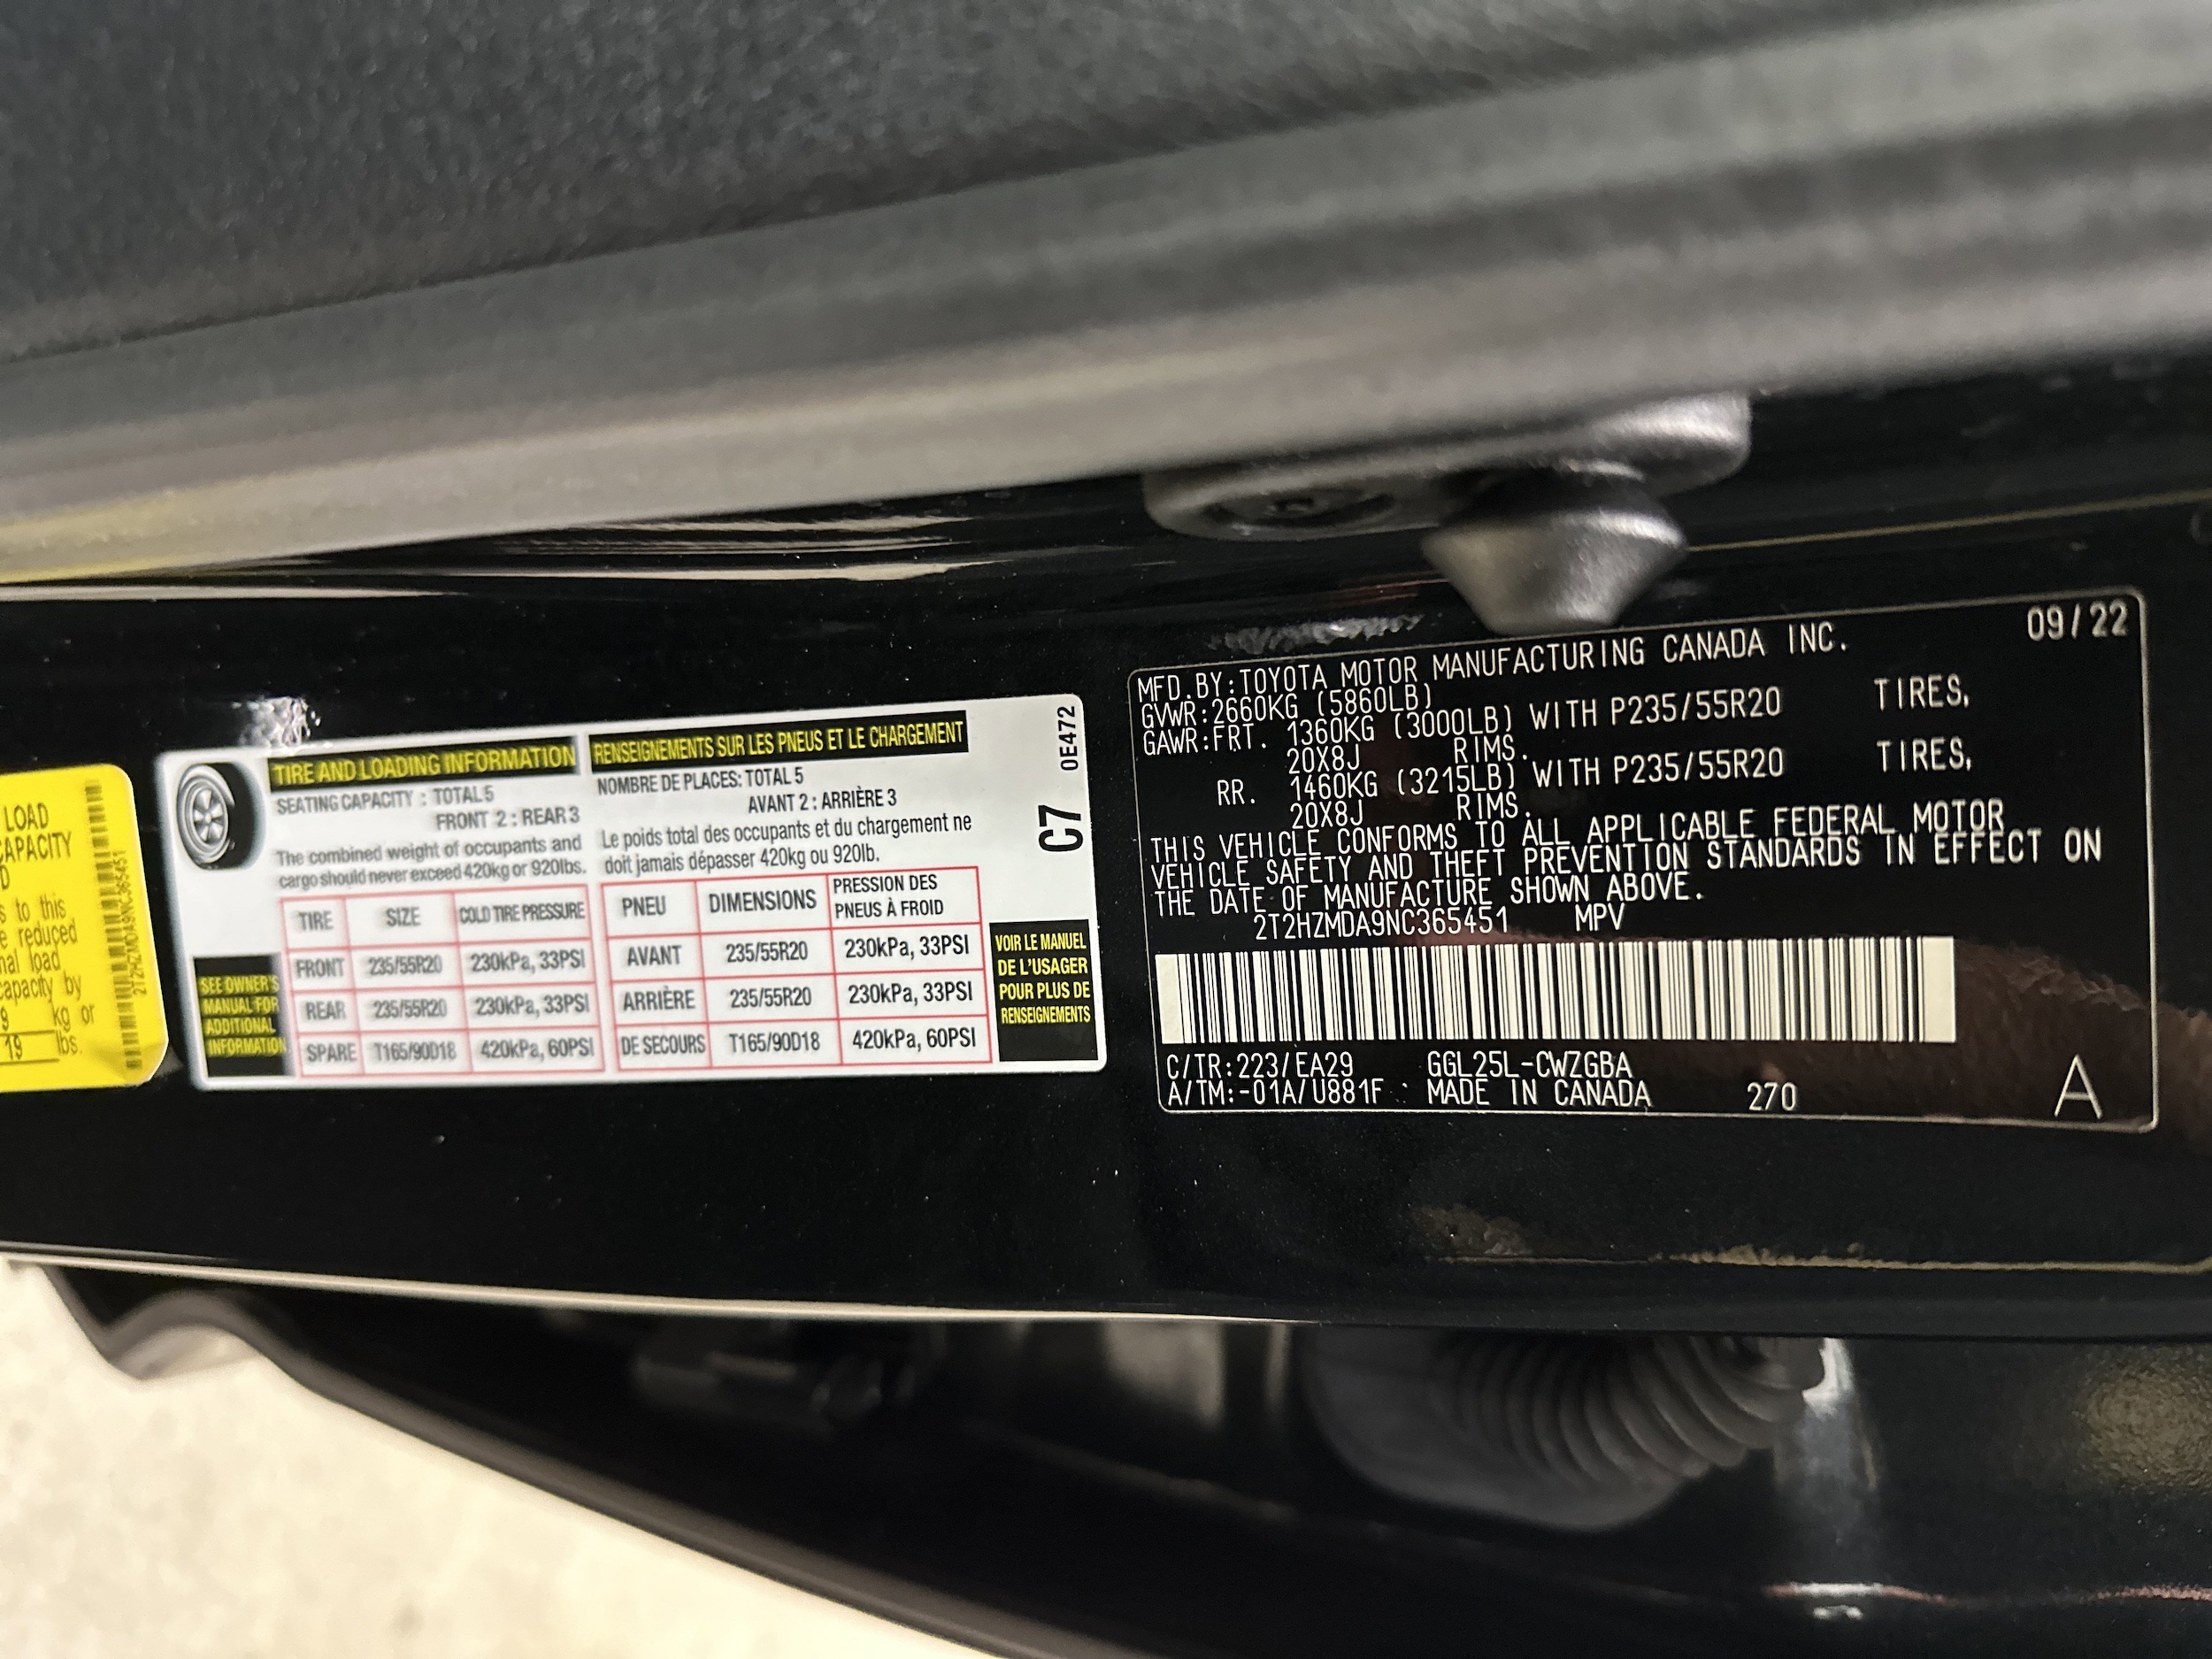 LOAD
CAPACITY
s to this
e reduced
nal load
capacity by
9 kg or
19 lbs.
2T2HZMDA9NC365451
TIRE AND LOADING INFORMATION
SEATING CAPACITY : TOTAL 5
FRONT 2 : REAR 3
The combined weight of occupants and
cargo should never exceed 420kg or 920lbs.
TIRE SIZE COLD TIRE PRESSURE
FRONT 235/55R20 230kPa, 33PSI
REAR 235/55R20 230kPa, 33PSI
SPARE T165/90D18 420kPa, 60PSI
SEE OWNER'S
MANUAL FOR
ADDITIONAL
INFORMATION
RENSEIGNEMENTS SUR LES PNEUS ET LE CHARGEMENT
NOMBRE DE PLACES: TOTAL 5
AVANT 2 : ARRIÈRE 3
Le poids total des occupants et du chargement ne
doit jamais dépasser 420kg ou 920lb.
PNEU DIMENSIONS PRESSION DES
PNEUS À FROID
AVANT 235/55R20 230kPa, 33PSI
ARRIÈRE 235/55R20 230kPa, 33PSI
DE SECOURS T165/90D18 420kPa, 60PSI
VOIR LE MANUEL
DE L'USAGER
POUR PLUS DE
RENSEIGNEMENTS
0E472
C7
09/22
MFD.BY:TOYOTA MOTOR MANUFACTURING CANADA INC.
GVWR:2660KG (5860LB)
GAWR:FRT. 1360KG (3000LB) WITH P235/55R20 TIRES,
20X8J RIMS.
RR. 1460KG (3215LB) WITH P235/55R20 TIRES,
20X8J RIMS.
THIS VEHICLE CONFORMS TO ALL APPLICABLE FEDERAL MOTOR
VEHICLE SAFETY AND THEFT PREVENTION STANDARDS IN EFFECT ON
THE DATE OF MANUFACTURE SHOWN ABOVE.
2T2HZMDA9NC365451 MPV
C/TR:223/EA29 GGL25L-CWZGBA
A/TM:-01A/U881F MADE IN CANADA 270
A